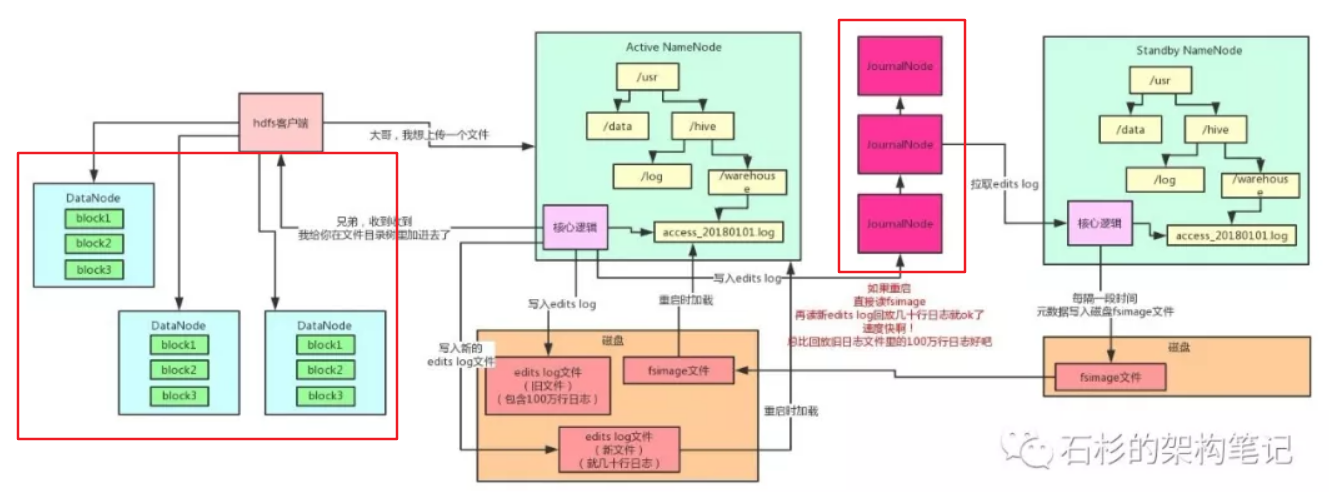 hdfs客户端
大哥，我想上传一个文件
兄弟，收到收到
我给你在文件目录树里加进去了
DataNode
block1
block2
block3
DataNode
block1
block2
block3
DataNode
block1
block2
block3
Active NameNode
/usr
/data
/hive
/log
/warehous
e
核心逻辑
access_20180101.log
写入edits log
重启时加载
写入edits log
写入新的
edits log文件
磁盘
edits log文件
（旧文件）
（包含100万行日志）
fsimage文件
edits log文件
（新文件）
（就几十行日志）
重启时加载
JournalNode
JournalNode
JournalNode
拉取edits log
如果重启
直接读fsimage
再读新edits log回放几十行日志就ok了
速度快啊！
总比回放旧日志文件里的100万行日志好吧
Standby NameNode
/usr
/data
/hive
/log
/warehous
e
核心逻辑
access_20180101.log
每隔一段时间
元数据写入磁盘fsimage文件
磁盘
fsimage文件
石杉的架构笔记